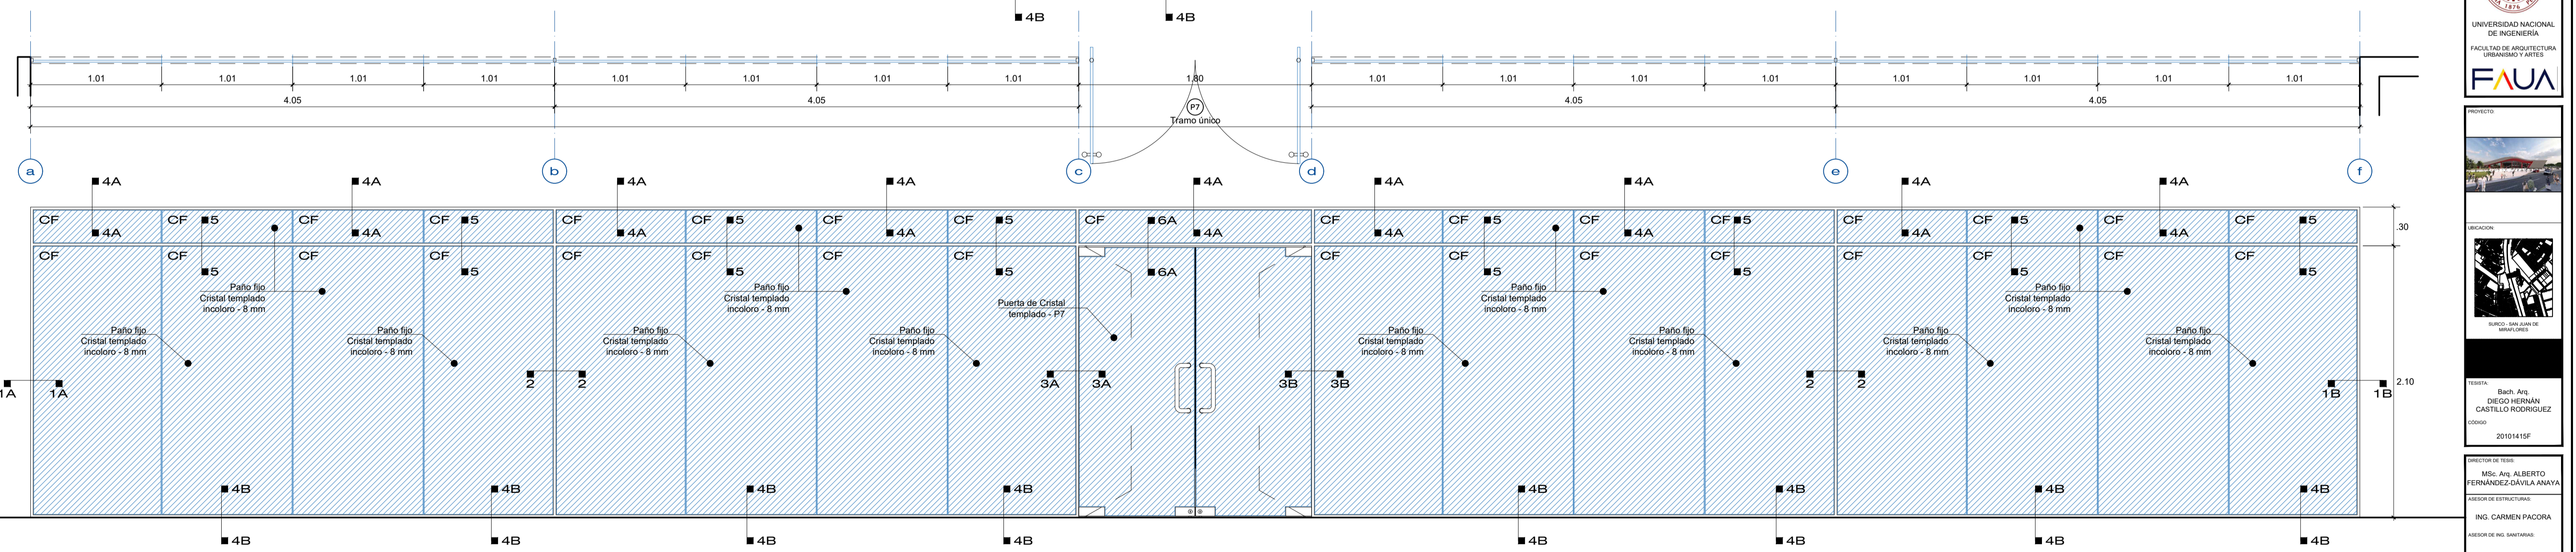 4B 4B
1.01 1.01 1.01 1.01 1.01 1.01 1.01 1.01 1.80 1.01 1.01 1.01 1.01 1.01 1.01 1.01 1.01
4.05 4.05 4.05 4.05
P7
Tramo único
a b c d e f
4A 4A 4A 4A 4A 4A 4A 4A 4A
CF CF 5 CF CF 5 CF CF 5 CF CF 5 CF 6A CF CF 5 CF CF 5 CF CF 5 CF CF 5
4A 4A 4A 4A 4A 4A 4A 4A 4A
.30
CF CF CF CF CF CF CF CF CF CF CF CF CF CF CF CF
5 5 5 5 6A 5 5 5 5
Paño fijo
Cristal templado
incoloro - 8 mm
Paño fijo
Cristal templado
incoloro - 8 mm
Puerta de Cristal
templado - P7
Paño fijo
Cristal templado
incoloro - 8 mm
Paño fijo
Cristal templado
incoloro - 8 mm
Paño fijo
Cristal templado
incoloro - 8 mm
Paño fijo
Cristal templado
incoloro - 8 mm
Paño fijo
Cristal templado
incoloro - 8 mm
Paño fijo
Cristal templado
incoloro - 8 mm
Paño fijo
Cristal templado
incoloro - 8 mm
Paño fijo
Cristal templado
incoloro - 8 mm
Paño fijo
Cristal templado
incoloro - 8 mm
Paño fijo
Cristal templado
incoloro - 8 mm
1A 1A 2 2 3A 3A 3B 3B 2 2 1B 1B
2.10
4B 4B 4B 4B 4B 4B 4B 4B
4B 4B 4B 4B 4B 4B 4B 4B
1876
UNIVERSIDAD NACIONAL
DE INGENIERÍA
FACULTAD DE ARQUITECTURA
URBANISMO Y ARTES
FAUA
PROYECTO:
UBICACION:
SURCO - SAN JUAN DE
MIRAFLORES
TESISTA:
Bach. Arq.
DIEGO HERNÁN
CASTILLO RODRIGUEZ
CÓDIGO
20101415F
DIRECTOR DE TESIS:
MSc. Arq. ALBERTO
FERNÁNDEZ-DÁVILA ANAYA
ASESOR DE ESTRUCTURAS:
ING. CARMEN PACORA
ASESOR DE ING. SANITARIAS: